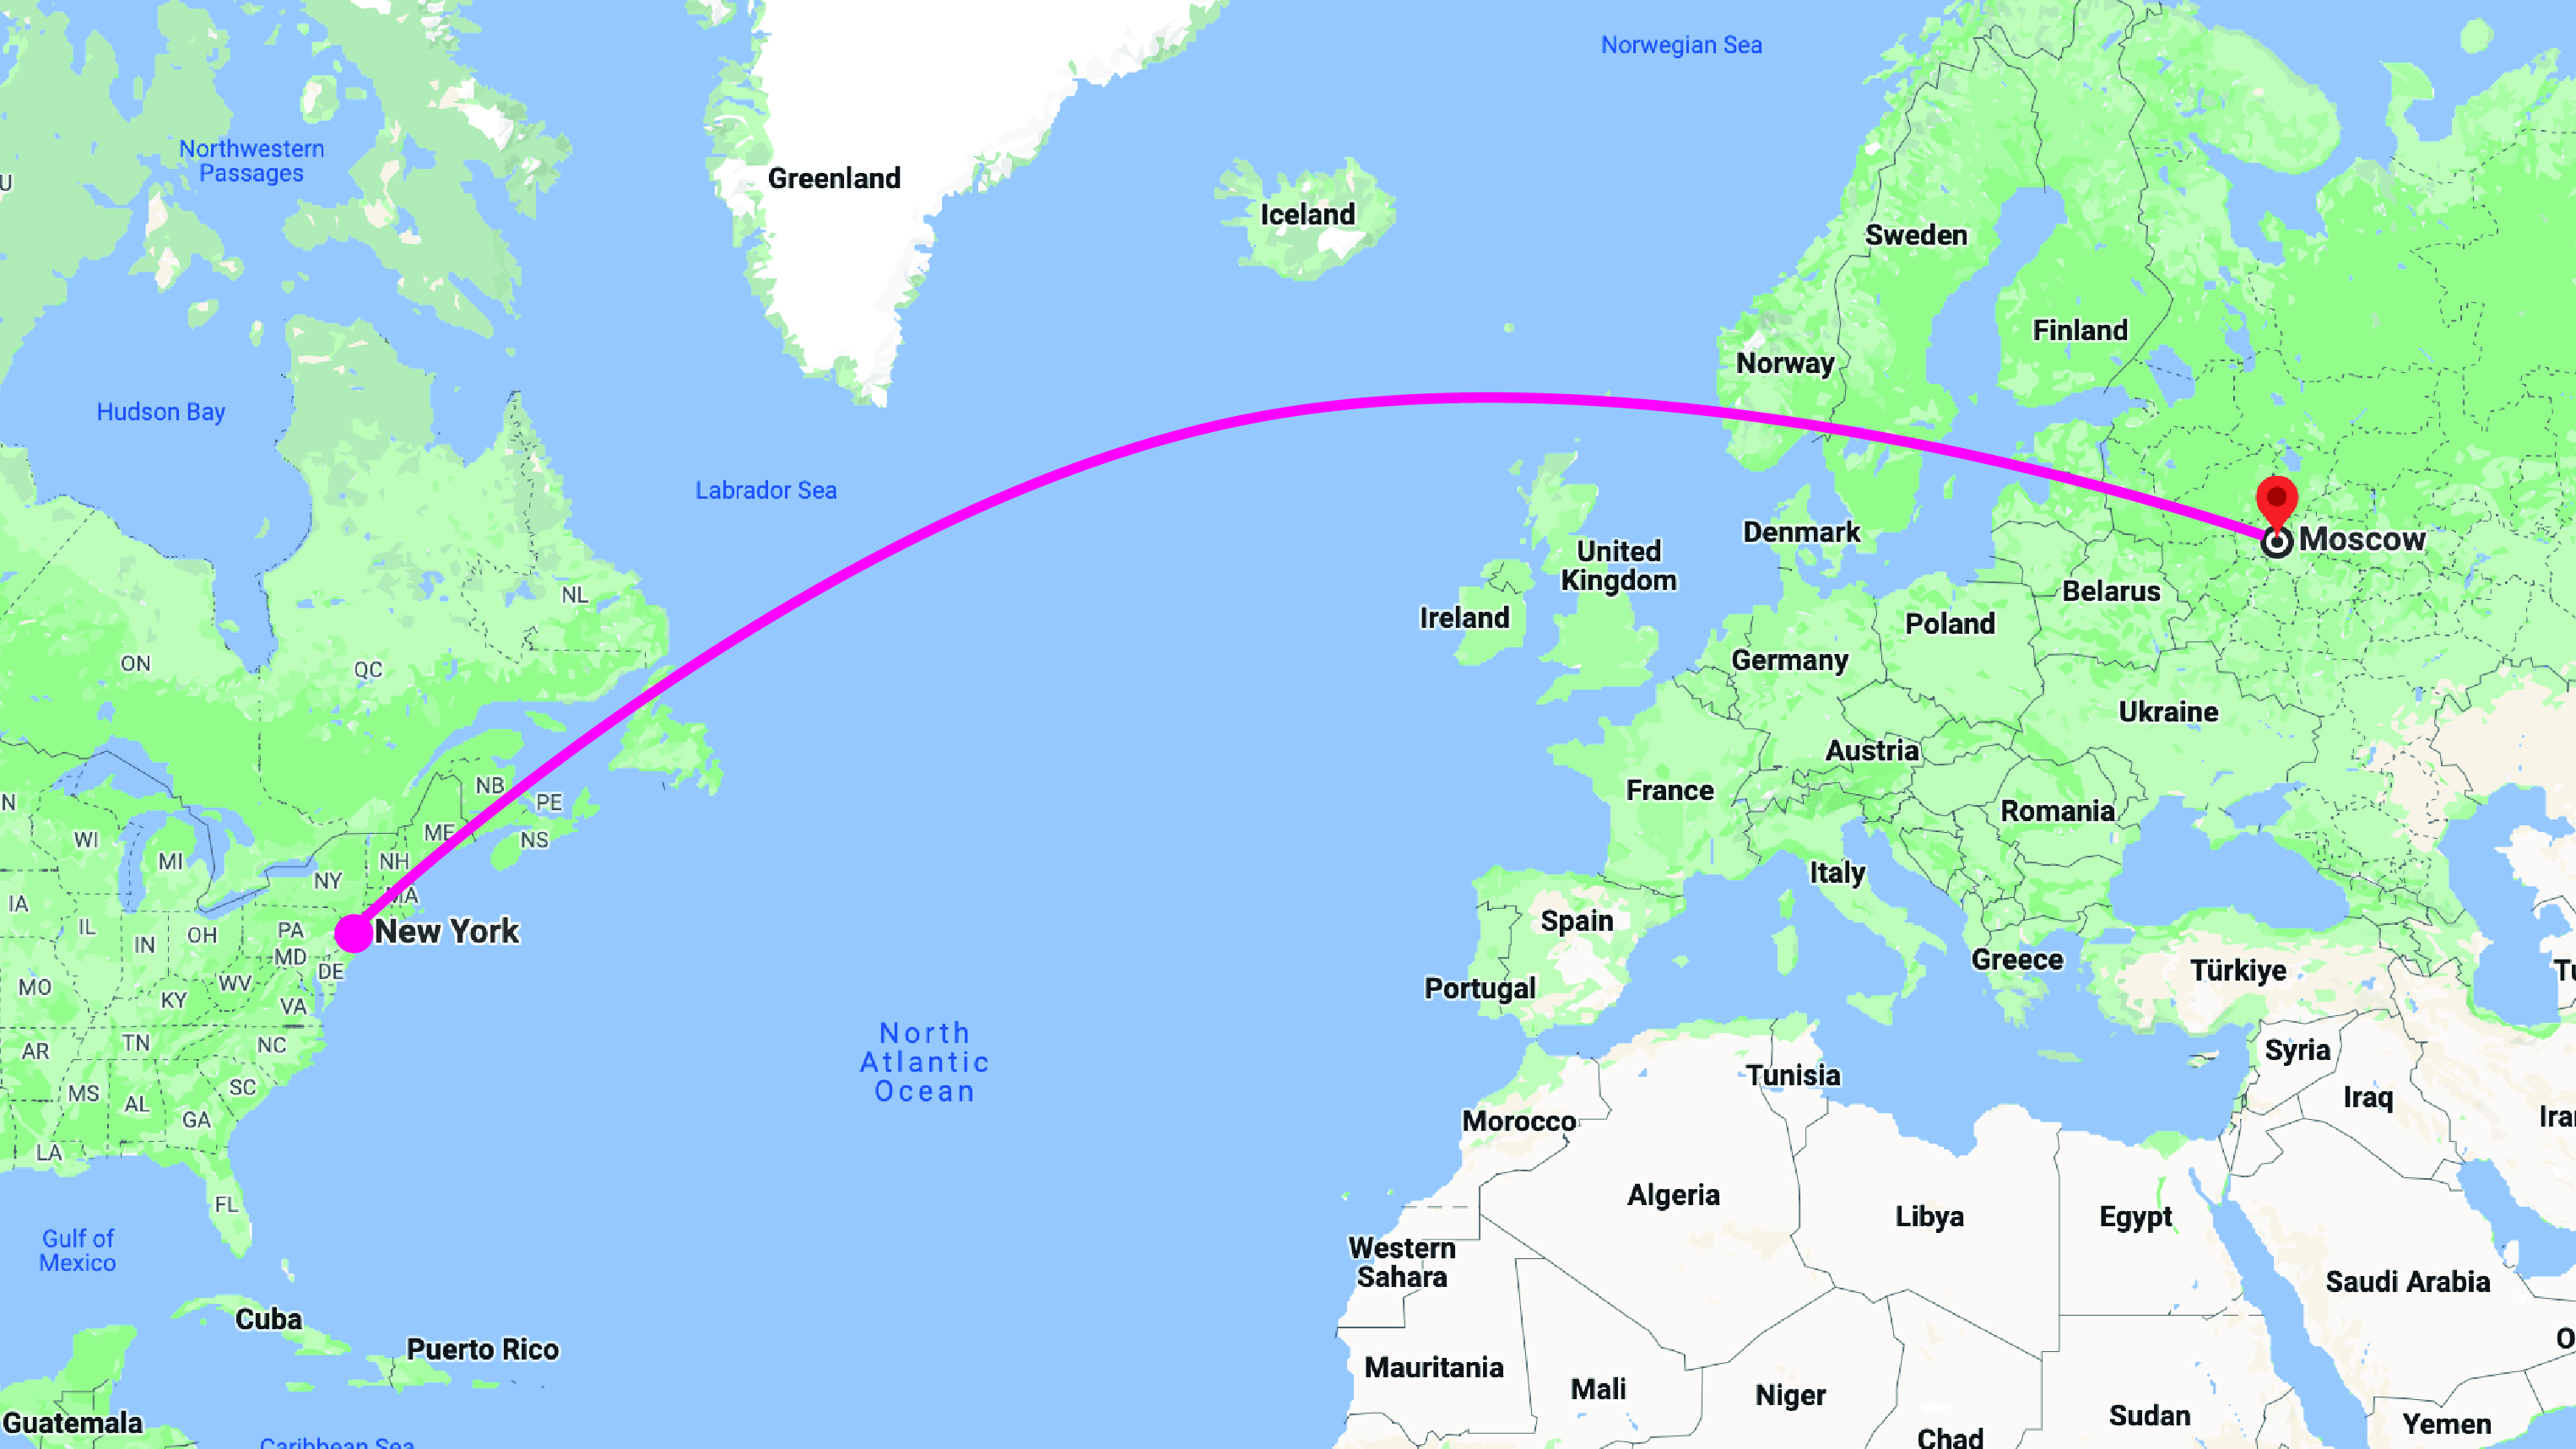 Norwegian Sea
Northwestern
Passages
U
Greenland
Iceland
Sweden
Finland
Norway
Hudson Bay
Labrador Sea
Denmark
Moscow
United
Kingdom
NL
Belarus
Ireland
Poland
ON
QC
Germany
Ukraine
Austria
NB
France
N
PE
Romania
WI
ME
NS
MI
NH
NY
Italy
MA
IA
IL
PA
OH
New York
Spain
IN
MD
DE
Greece
Türkiye
Tu
MO
WV
Portugal
KY
VA
North
Atlantic
Ocean
TN
NC
AR
Syria
Tunisia
MS
SC
AL
Iraq
GA
Morocco
Iran
LA
Algeria
FL
Libya
Egypt
Gulf of
Mexico
Western
Sahara
Saudi Arabia
Cuba
Puerto Rico
O
Mauritania
Mali
Niger
Guatemala
Sudan
Yemen
Chad
Caribbean Sea